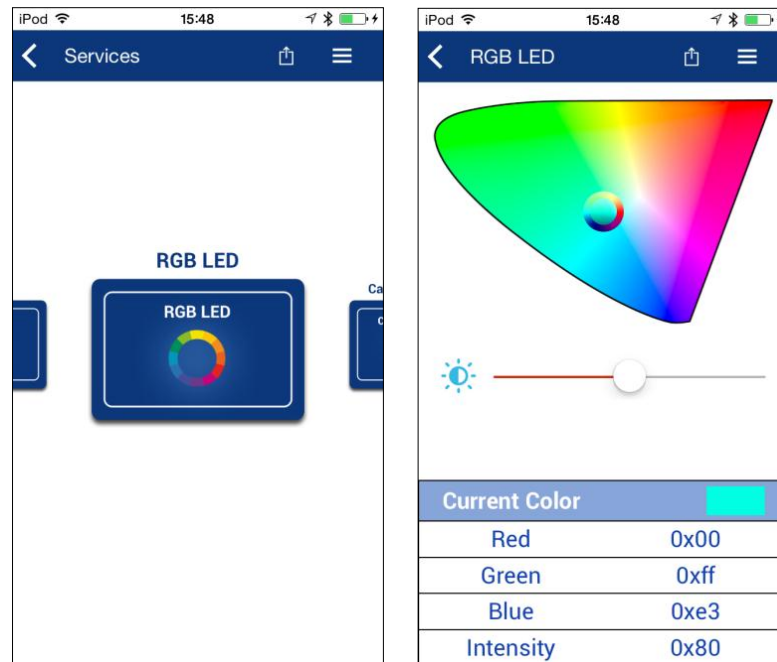 iPod 15:48
Services
RGB LED
RGB LED
Ca
c
iPod 15:48
RGB LED
Current Color
Red 0x00
Green 0xff
Blue 0xe3
Intensity 0x80